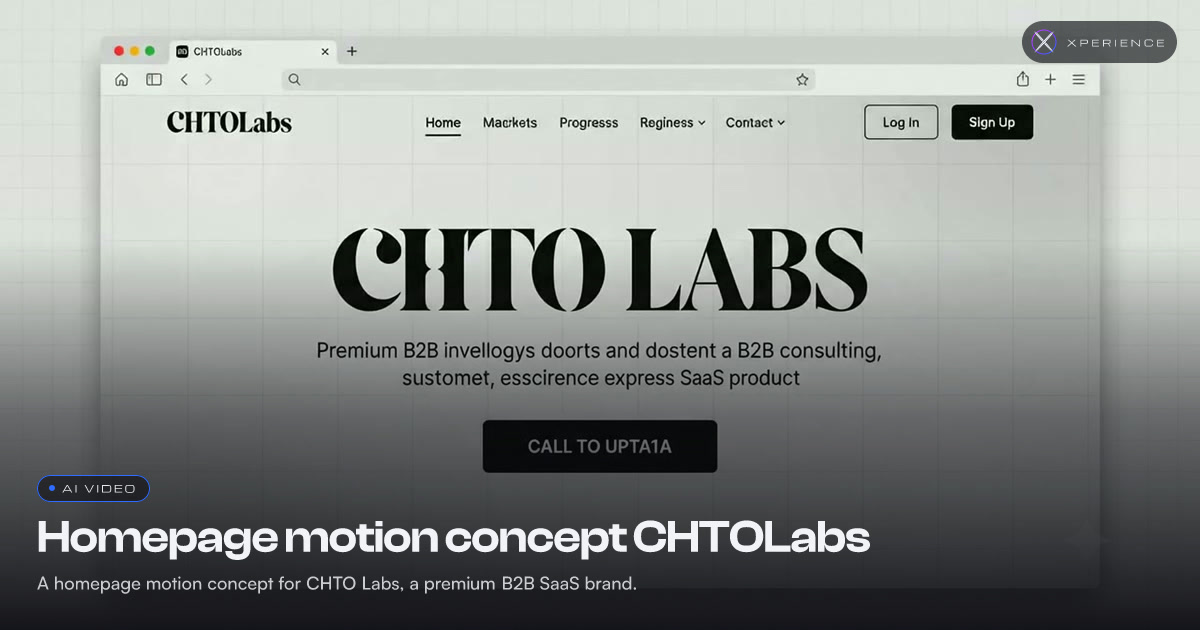 CHTOLabs
XPERIENCE
CHTOLabs
Home Macrkets Progresss Reginess Contact
Log In Sign Up
CHTO LABS
Premium B2B invellogys doorts and dostent a B2B consulting,
sustomet, esscirence express SaaS product
CALL TO UPTA1A
AI VIDEO
Homepage motion concept CHTOLabs
A homepage motion concept for CHTO Labs, a premium B2B SaaS brand.